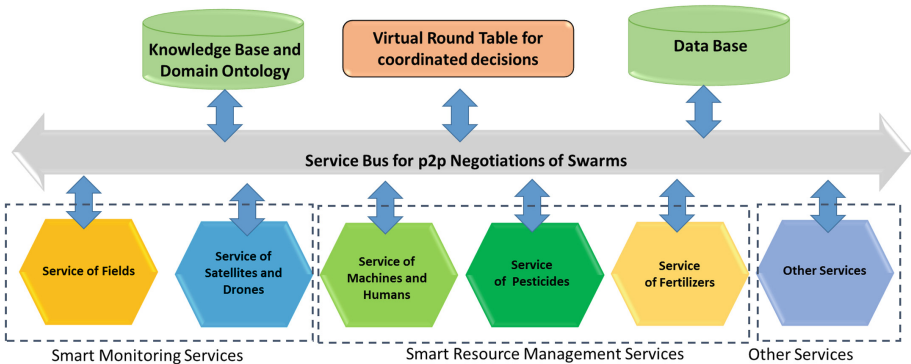 Knowledge Base and
Domain Ontology
Virtual Round Table for
coordinated decisions
Data Base
Service Bus for p2p Negotiations of Swarms
Service of Fields
Service of
Satellites and
Drones
Service of
Machines and
Humans
Service
of Pesticides
Service
of Fertilizers
Other Services
Smart Monitoring Services
Smart Resource Management Services
Other Services